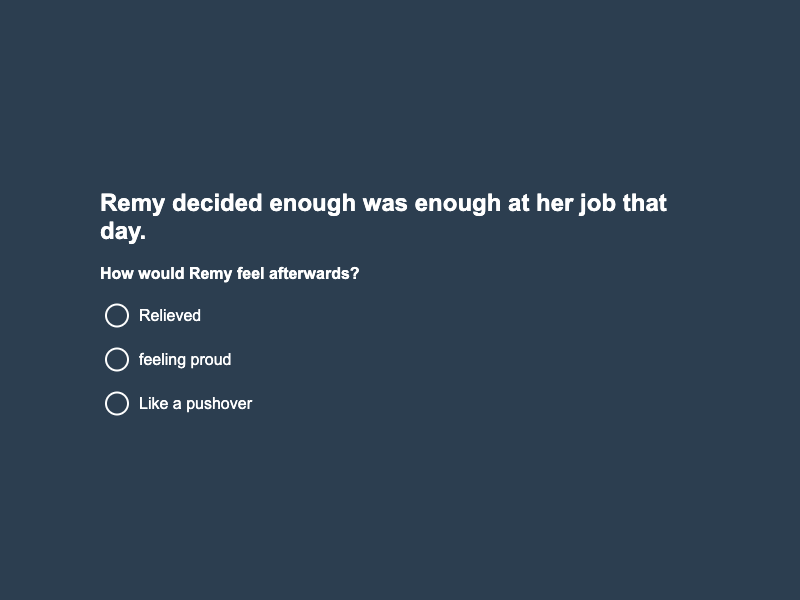 Remy decided enough was enough at her job that
day.
How would Remy feel afterwards?
Relieved
feeling proud
Like a pushover